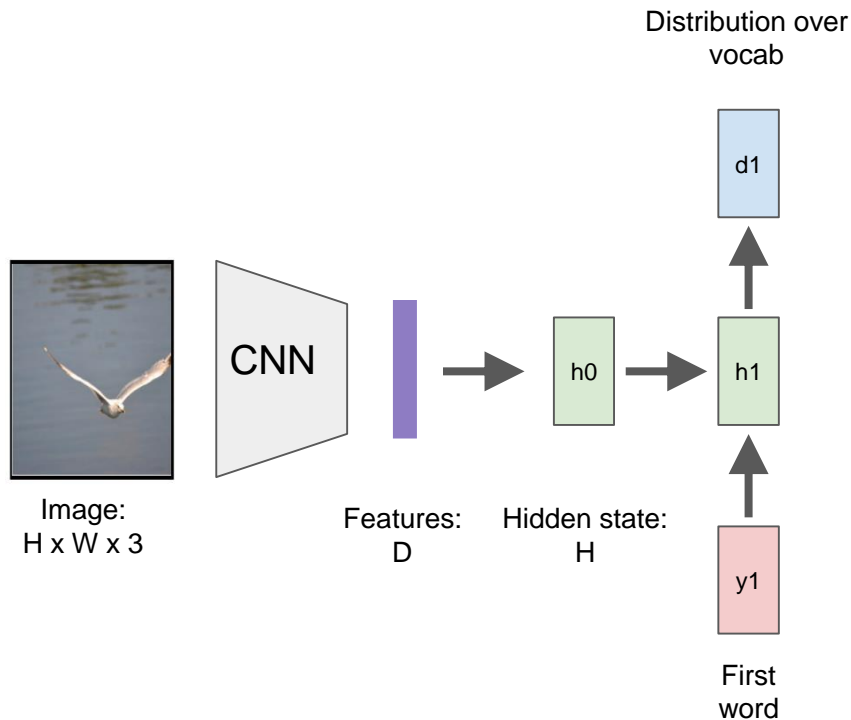 Distribution over
vocab
d1
CNN
h0
h1
Image:
H x W x 3
Features:
D
Hidden state:
H
y1
First
word